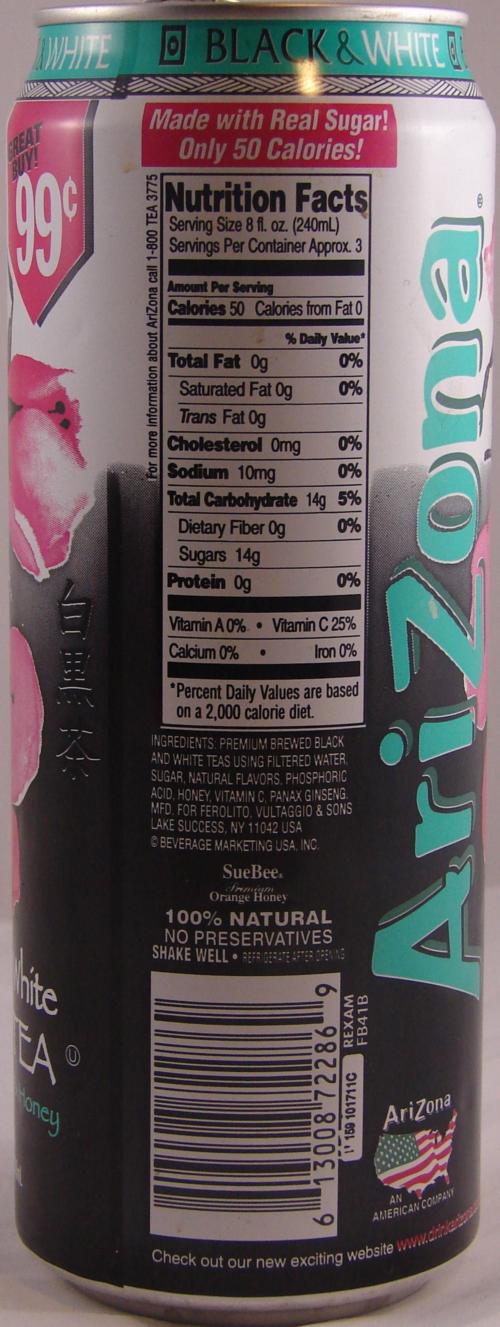 & WHITE
BLACK & WHITE
GREAT
BUY!
99¢
Made with Real Sugar!
Only 50 Calories!
For more information about AriZona call 1-800 TEA 3775
Nutrition Facts
Serving Size 8 fl. oz. (240mL)
Servings Per Container Approx. 3
Amount Per Serving
Calories 50 Calories from Fat 0
% Daily Value*
Total Fat 0g 0%
Saturated Fat 0g 0%
Trans Fat 0g
Cholesterol 0mg 0%
Sodium 10mg 0%
Total Carbohydrate 14g 5%
Dietary Fiber 0g 0%
Sugars 14g
Protein 0g 0%
Vitamin A 0% • Vitamin C 25%
Calcium 0% • Iron 0%
*Percent Daily Values are based
on a 2,000 calorie diet.
INGREDIENTS: PREMIUM BREWED BLACK
AND WHITE TEAS USING FILTERED WATER,
SUGAR, NATURAL FLAVORS, PHOSPHORIC
ACID, HONEY, VITAMIN C, PANAX GINSENG.
MFD. FOR FEROLITO, VULTAGGIO & SONS
LAKE SUCCESS, NY 11042 USA
© BEVERAGE MARKETING USA, INC.
SueBee®
Premium
Orange Honey
100% NATURAL
NO PRESERVATIVES
SHAKE WELL • REFRIGERATE AFTER OPENING
6 13008 72286 9
REXAM
FB41B
159 101711C
Check out our new exciting website www.drinkarizona
白黑茶
White
TEA Ⓤ
Honey
mL
AriZona®
AriZona
AN
AMERICAN COMPANY